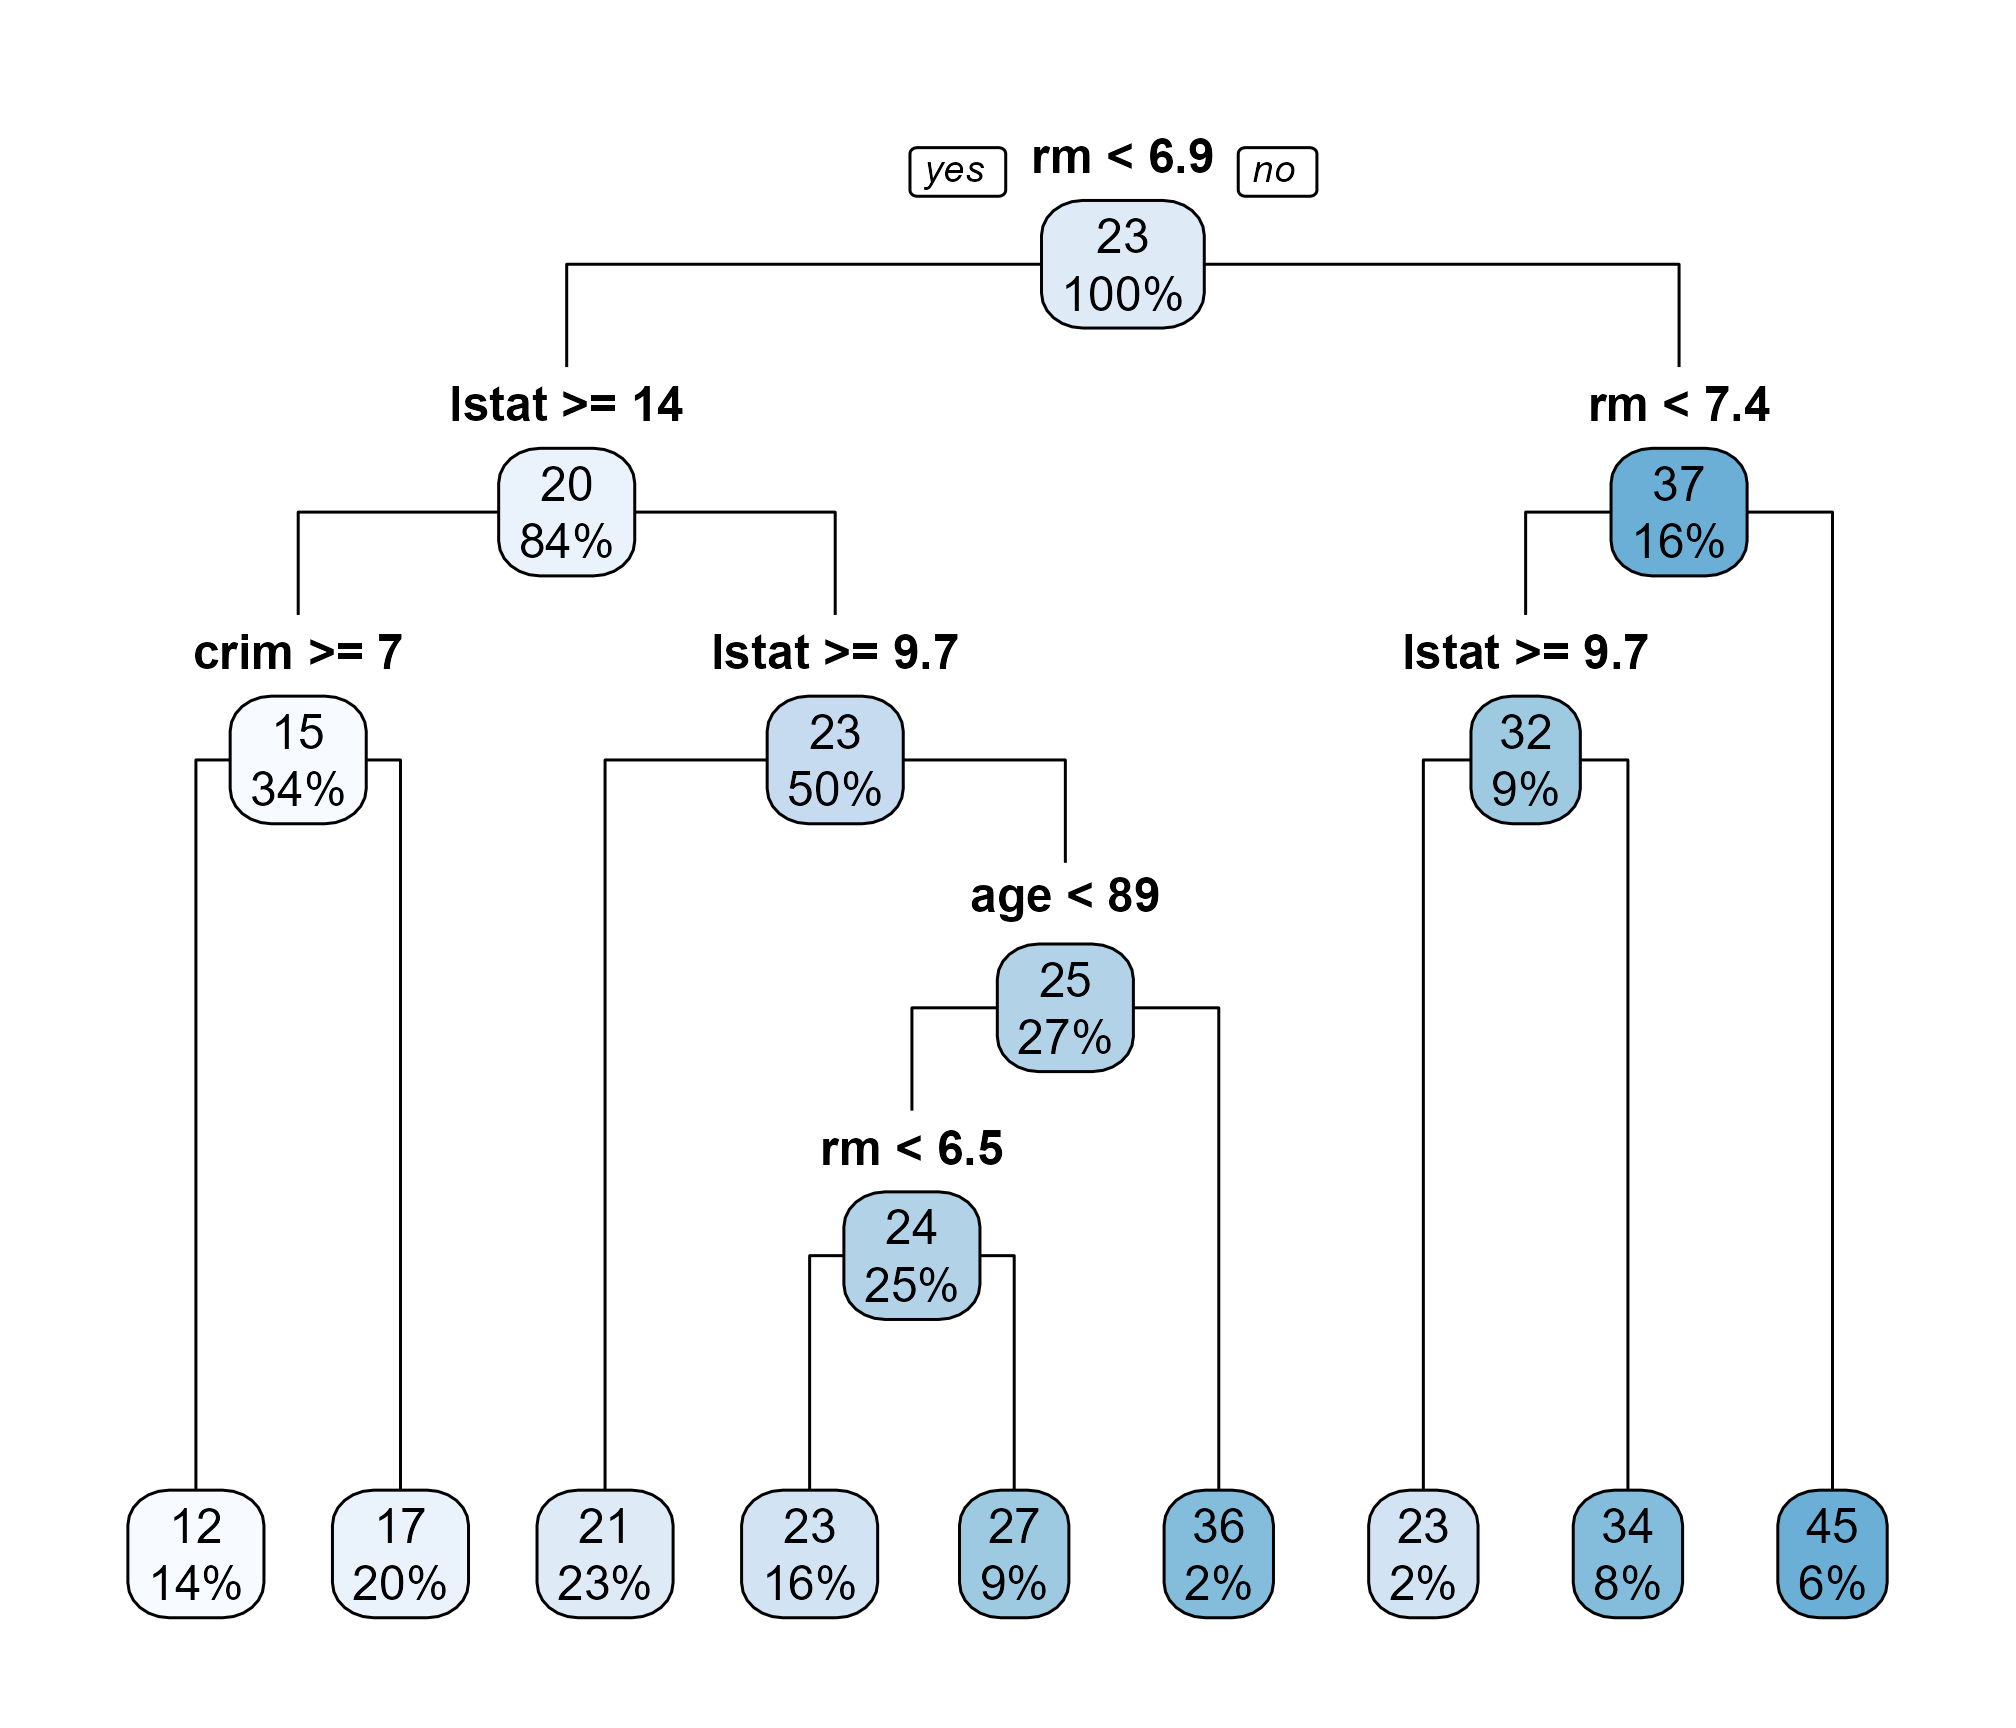 yes rm < 6.9 no
23
100%
lstat >= 14 rm < 7.4
20 37
84% 16%
crim >= 7 lstat >= 9.7 lstat >= 9.7
15 23 32
34% 50% 9%
age < 89
25
27%
rm < 6.5
24
25%
12 17 21 23 27 36 23 34 45
14% 20% 23% 16% 9% 2% 2% 8% 6%